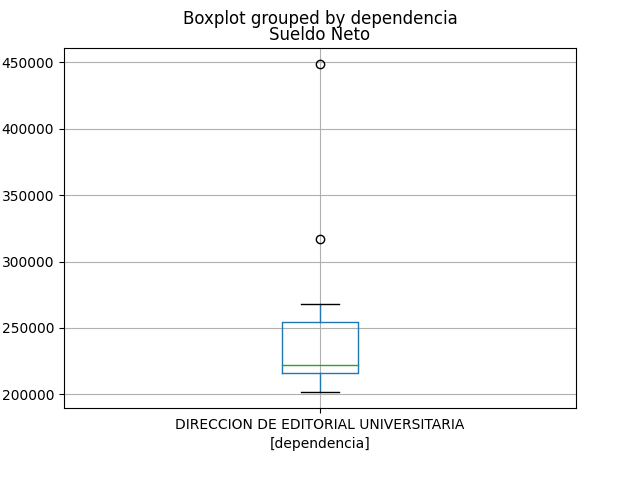 Boxplot grouped by dependencia
Sueldo Neto
450000
400000
350000
300000
250000
200000
DIRECCION DE EDITORIAL UNIVERSITARIA
[dependencia]